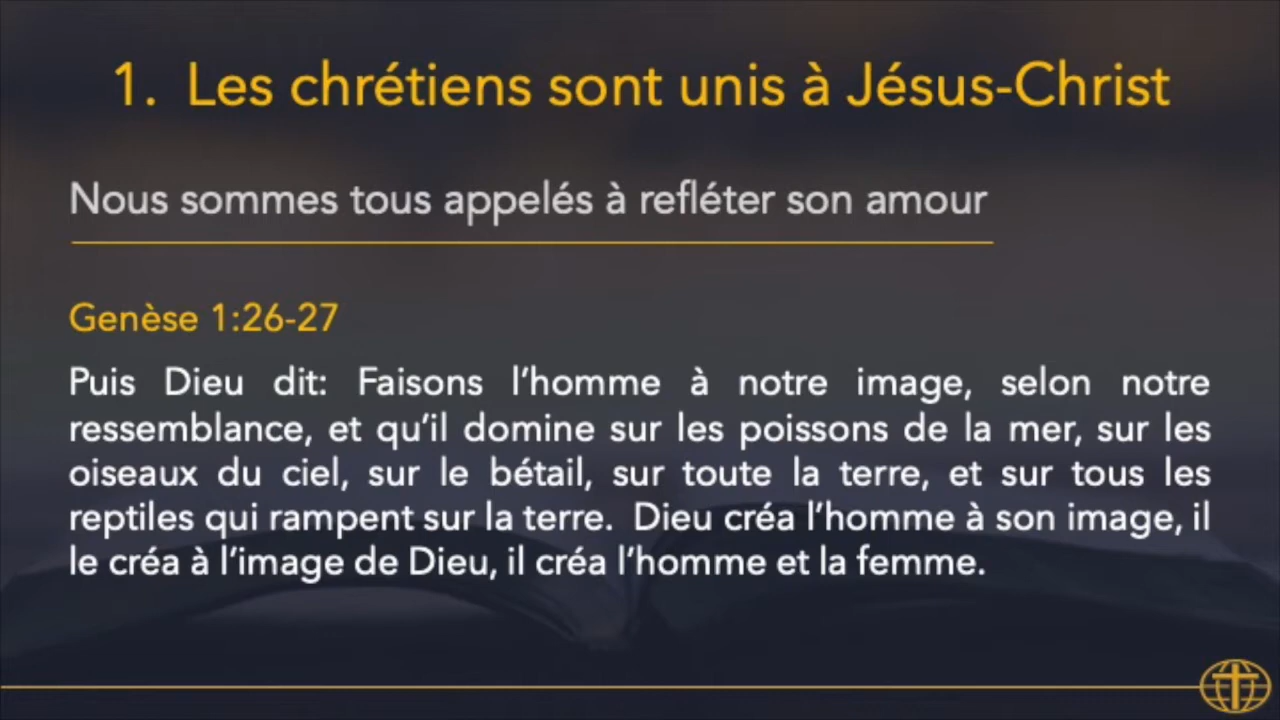 1. Les chrétiens sont unis à Jésus-Christ
Nous sommes tous appelés à refléter son amour
Genèse 1:26-27
Puis Dieu dit: Faisons l’homme à notre image, selon notre
ressemblance, et qu’il domine sur les poissons de la mer, sur les
oiseaux du ciel, sur le bétail, sur toute la terre, et sur tous les
reptiles qui rampent sur la terre. Dieu créa l’homme à son image, il
le créa à l’image de Dieu, il créa l’homme et la femme.